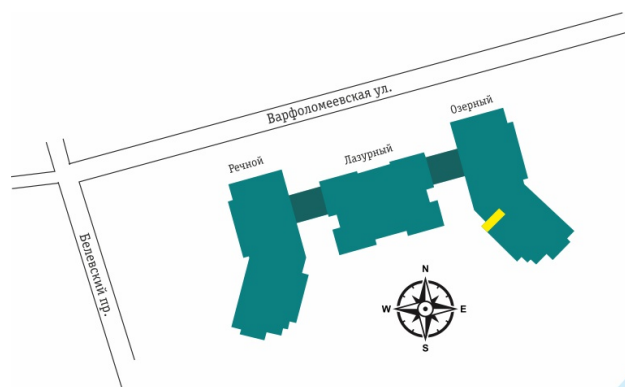 Варфоломеевская ул.
Озерный
Лазурный
Речной
Белевский пр.
N
W
E
S